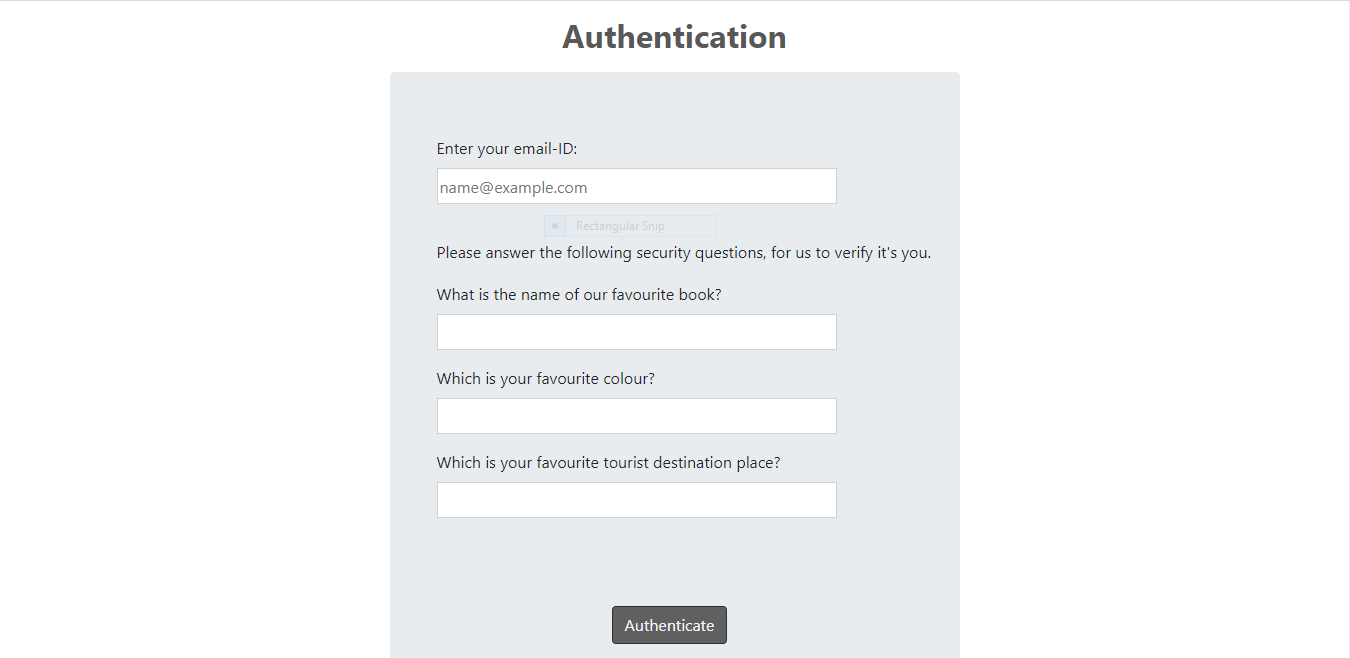 Authentication
Enter your email-ID:
name@example.com
Rectangular Snip
Please answer the following security questions, for us to verify it's you.
What is the name of our favourite book?
Which is your favourite colour?
Which is your favourite tourist destination place?
Authenticate